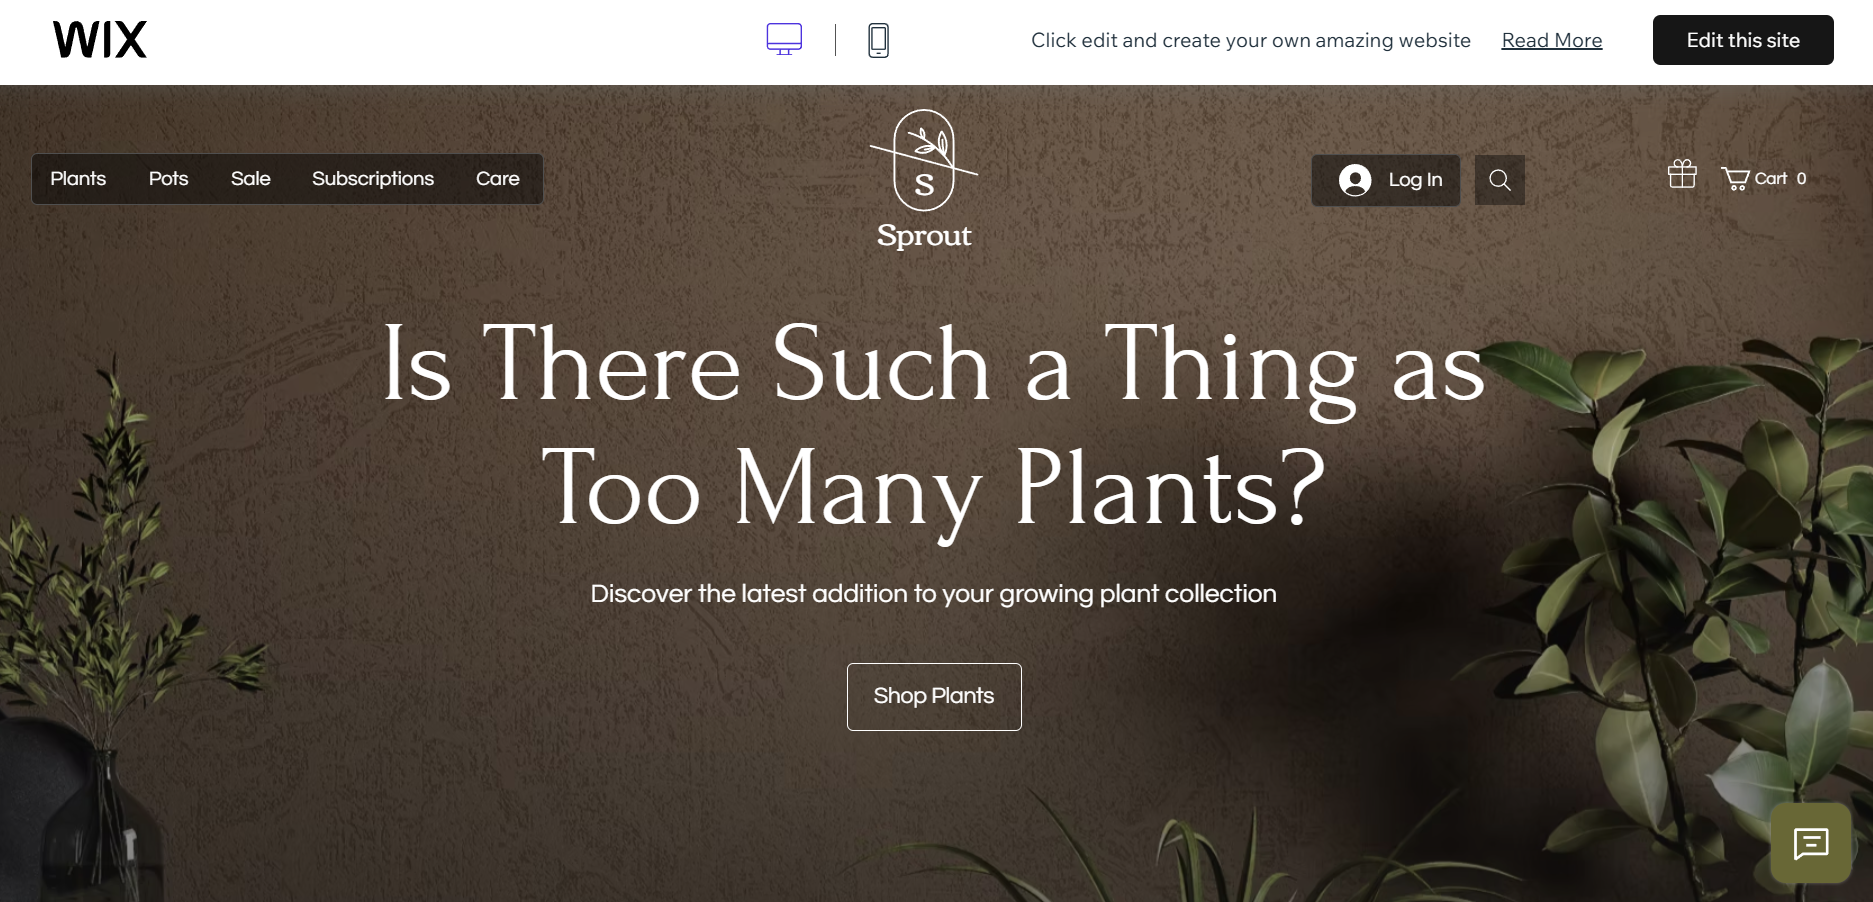 WIX
Click edit and create your own amazing website Read More Edit this site
Plants Pots Sale Subscriptions Care
S
Sprout
Log In
Cart 0
Is There Such a Thing as
Too Many Plants?
Discover the latest addition to your growing plant collection
Shop Plants